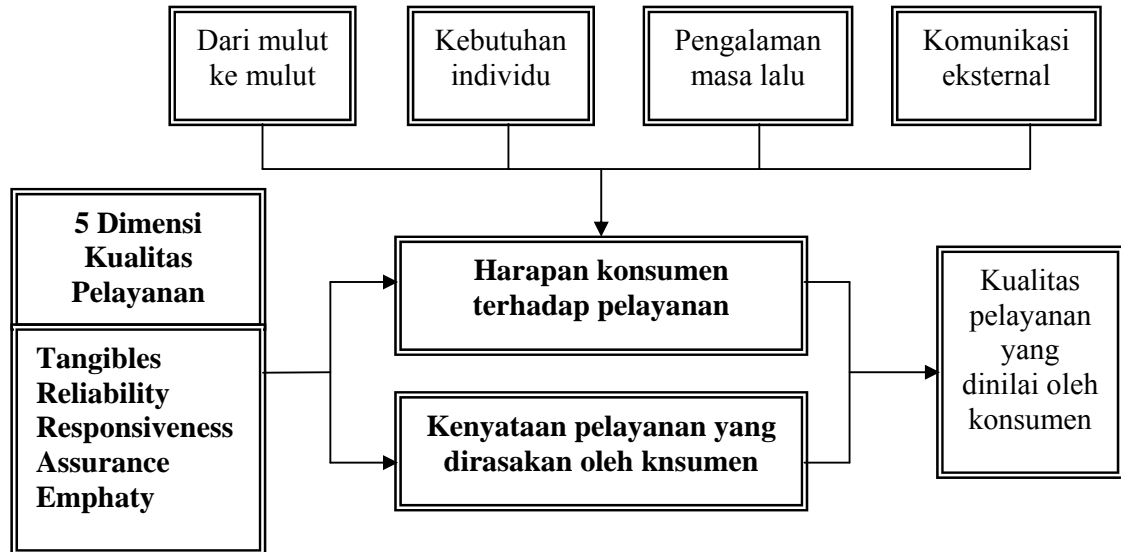 Dari mulut
ke mulut
Kebutuhan
individu
Pengalaman
masa lalu
Komunikasi
eksternal
5 Dimensi
Kualitas
Pelayanan
Tangibles
Reliability
Responsiveness
Assurance
Emphaty
Harapan konsumen
terhadap pelayanan
Kenyataan pelayanan yang
dirasakan oleh knsumen
Kualitas
pelayanan
yang
dinilai oleh
konsumen